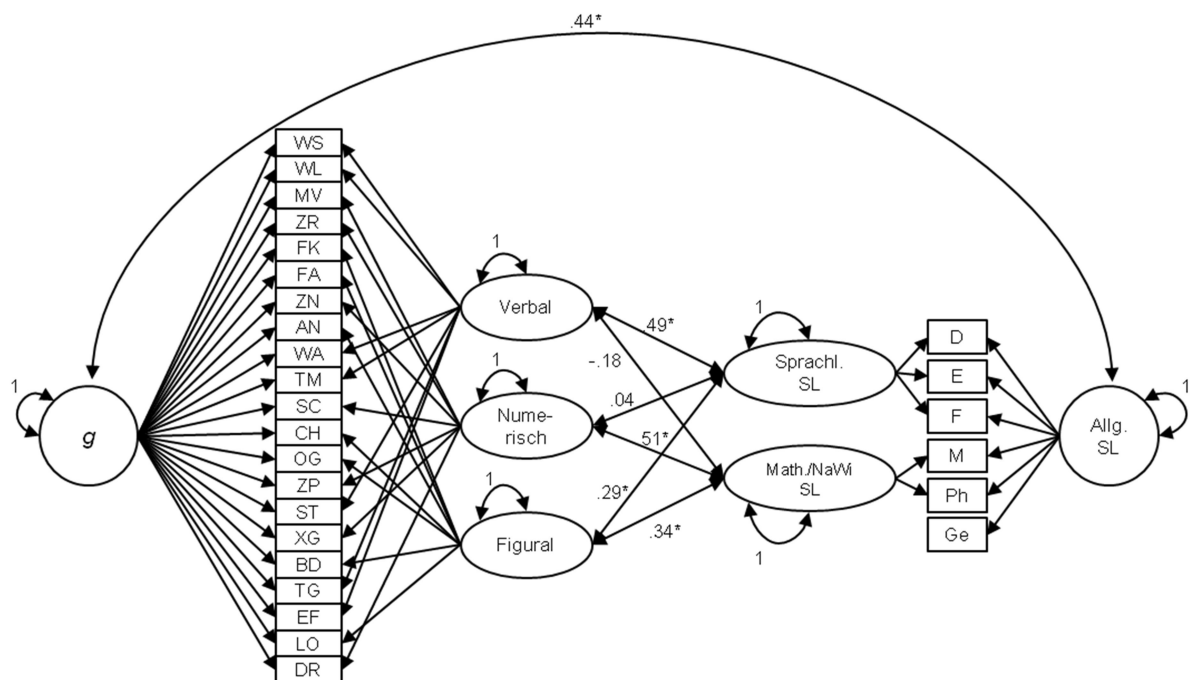 .44*
WS
WL
MV
ZR
FK
FA
ZN
AN
WA
TM
SC
CH
OG
ZP
ST
XG
BD
TG
EF
LO
DR
1
g
1
Verbal
1
Nume-
risch
1
Figural
.49*
-.18
.04
.51*
.29*
.34*
1
Sprachl.
SL
Math./NaWi
SL
1
D
E
F
M
Ph
Ge
Allg.
SL
1